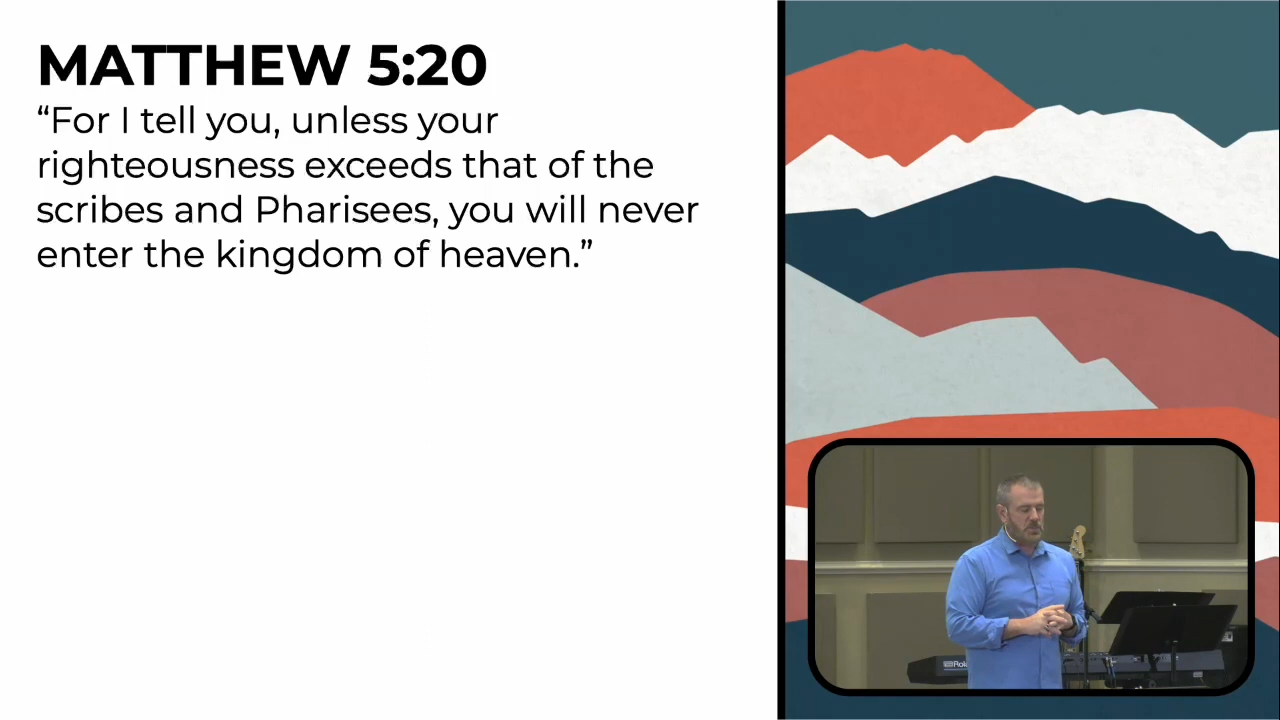 MATTHEW 5:20
“For I tell you, unless your
righteousness exceeds that of the
scribes and Pharisees, you will never
enter the kingdom of heaven.”
Rol